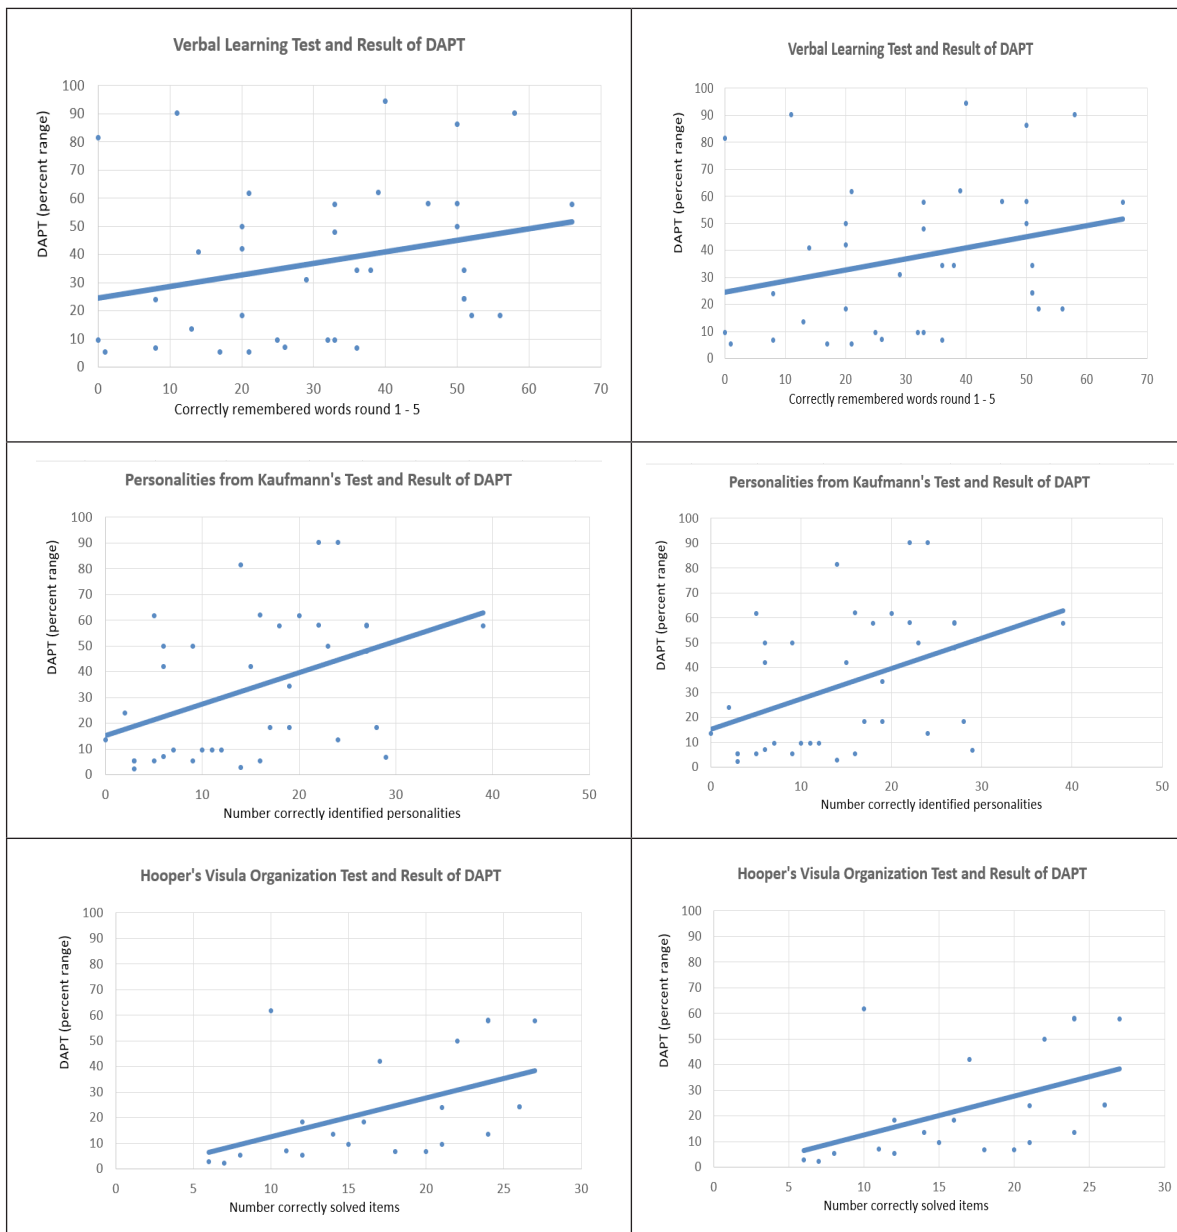 Verbal Learning Test and Result of DAPT
DAPT (percent range)
100
90
80
70
60
50
40
30
20
10
0
0 10 20 30 40 50 60 70
Correctly remembered words round 1 - 5
Verbal Learning Test and Result of DAPT
DAPT (percent range)
100
90
80
70
60
50
40
30
20
10
0
0 10 20 30 40 50 60 70
Correctly remembered words round 1 - 5
Personalities from Kaufmann's Test and Result of DAPT
DAPT (percent range)
100
90
80
70
60
50
40
30
20
10
0
0 10 20 30 40 50
Number correctly identified personalities
Personalities from Kaufmann's Test and Result of DAPT
DAPT (percent range)
100
90
80
70
60
50
40
30
20
10
0
0 10 20 30 40 50
Number correctly identified personalities
Hooper's Visula Organization Test and Result of DAPT
DAPT (percent range)
100
90
80
70
60
50
40
30
20
10
0
0 5 10 15 20 25 30
Number correctly solved items
Hooper's Visula Organization Test and Result of DAPT
DAPT (percent range)
100
90
80
70
60
50
40
30
20
10
0
0 5 10 15 20 25 30
Number correctly solved items